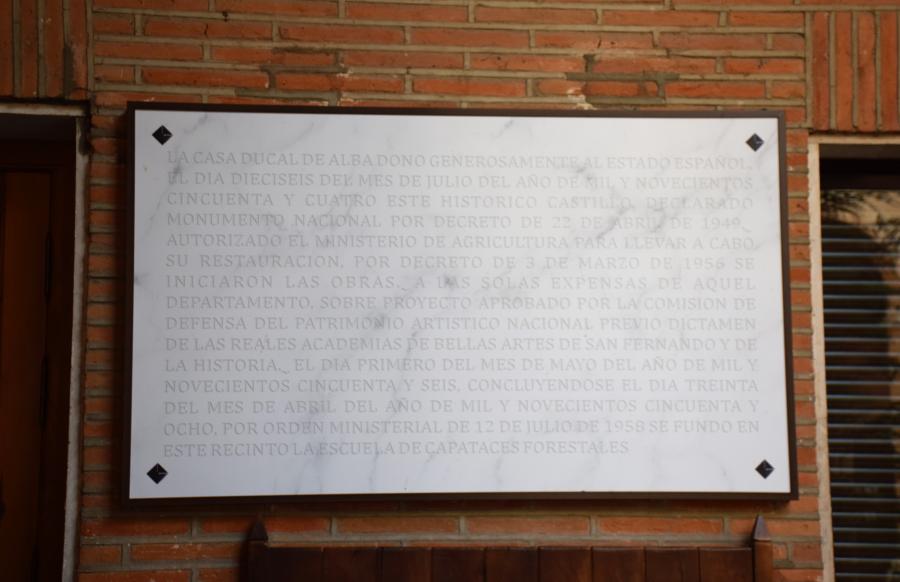 LA CASA DUCAL DE ALBA DONO GENEROSAMENTE AL ESTADO ESPAÑOL,
EL DIA DIECISEIS DEL MES DE JULIO DEL AÑO DE MIL Y NOVECIENTOS
CINCUENTA Y CUATRO ESTE HISTORICO CASTILLO, DECLARADO
MONUMENTO NACIONAL POR DECRETO DE 22 DE ABRIL DE 1949.
AUTORIZADO EL MINISTERIO DE AGRICULTURA PARA LLEVAR A CABO
SU RESTAURACION, POR DECRETO DE 3 DE MARZO DE 1956 SE
INICIARON LAS OBRAS, A LAS SOLAS EXPENSAS DE AQUEL
DEPARTAMENTO, SOBRE PROYECTO APROBADO POR LA COMISION DE
DEFENSA DEL PATRIMONIO ARTISTICO NACIONAL PREVIO DICTAMEN
DE LAS REALES ACADEMIAS DE BELLAS ARTES DE SAN FERNANDO Y DE
LA HISTORIA, EL DIA PRIMERO DEL MES DE MAYO DEL AÑO DE MIL Y
NOVECIENTOS CINCUENTA Y SEIS, CONCLUYENDOSE EL DIA TREINTA
DEL MES DE ABRIL DEL AÑO DE MIL Y NOVECIENTOS CINCUENTA Y
OCHO, POR ORDEN MINISTERIAL DE 12 DE JULIO DE 1958 SE FUNDO EN
ESTE RECINTO LA ESCUELA DE CAPATACES FORESTALES